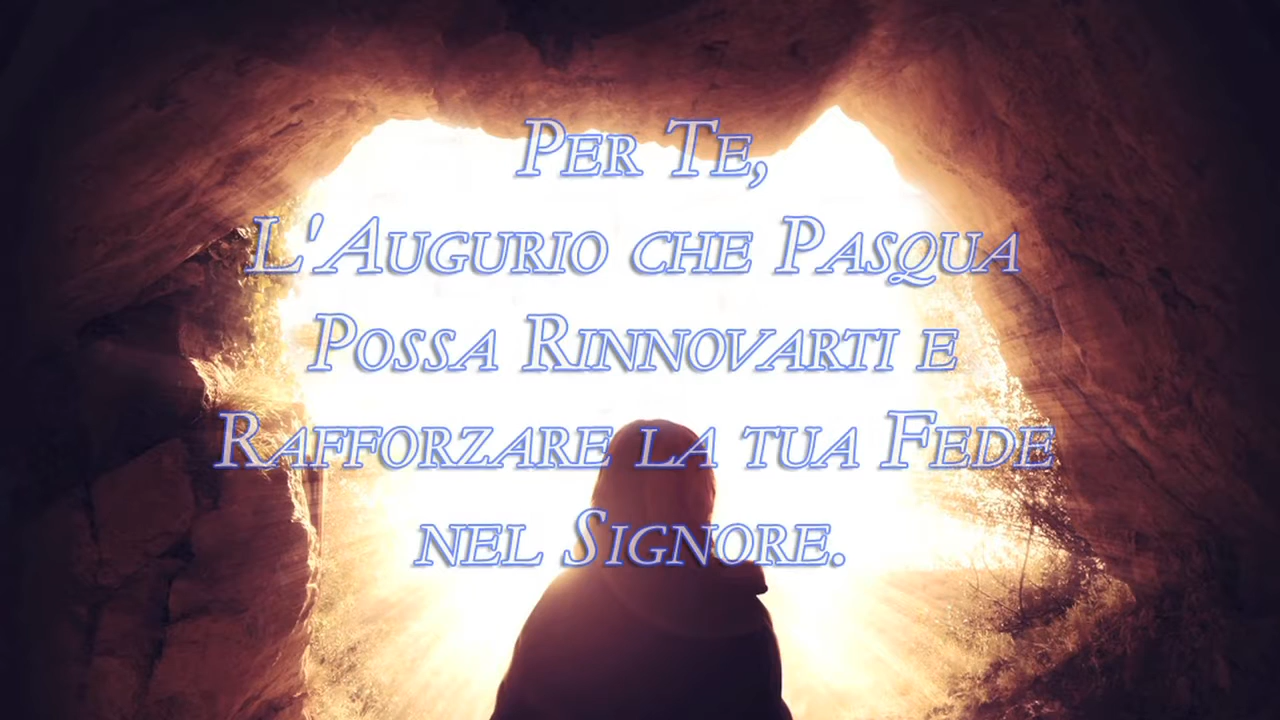 Per Te,
L'Augurio che Pasqua
Possa Rinnovarti e
Rafforzare la tua Fede
nel Signore.